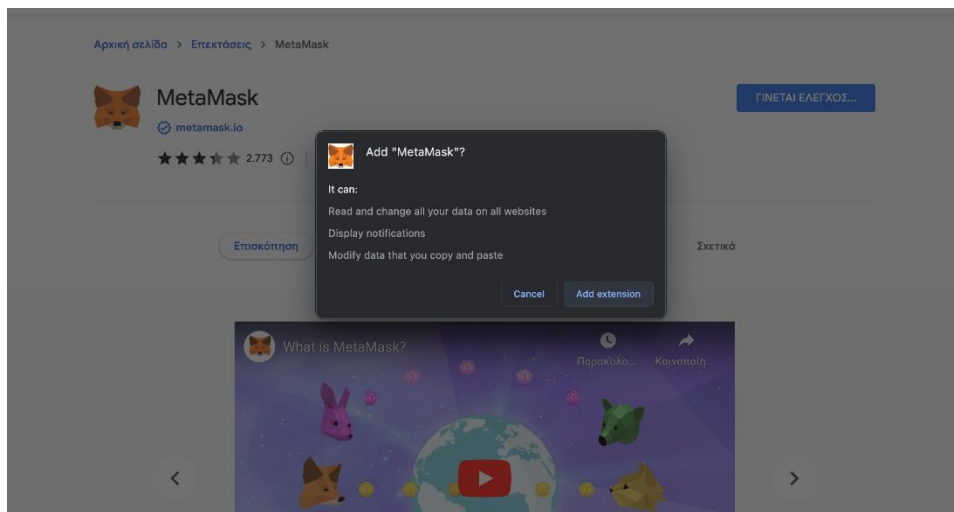 Αρχική σελίδα > Επεκτάσεις > MetaMask
MetaMask
ΓΙΝΕΤΑΙ ΕΛΕΓΧΟΣ...
metamask.io
2.773
Add "MetaMask"?
It can:
Read and change all your data on all websites
Display notifications
Modify data that you copy and paste
Cancel Add extension
Επισκόπηση
Σχετικά
What is MetaMask?
Παρακολο... Κοινοποίη...